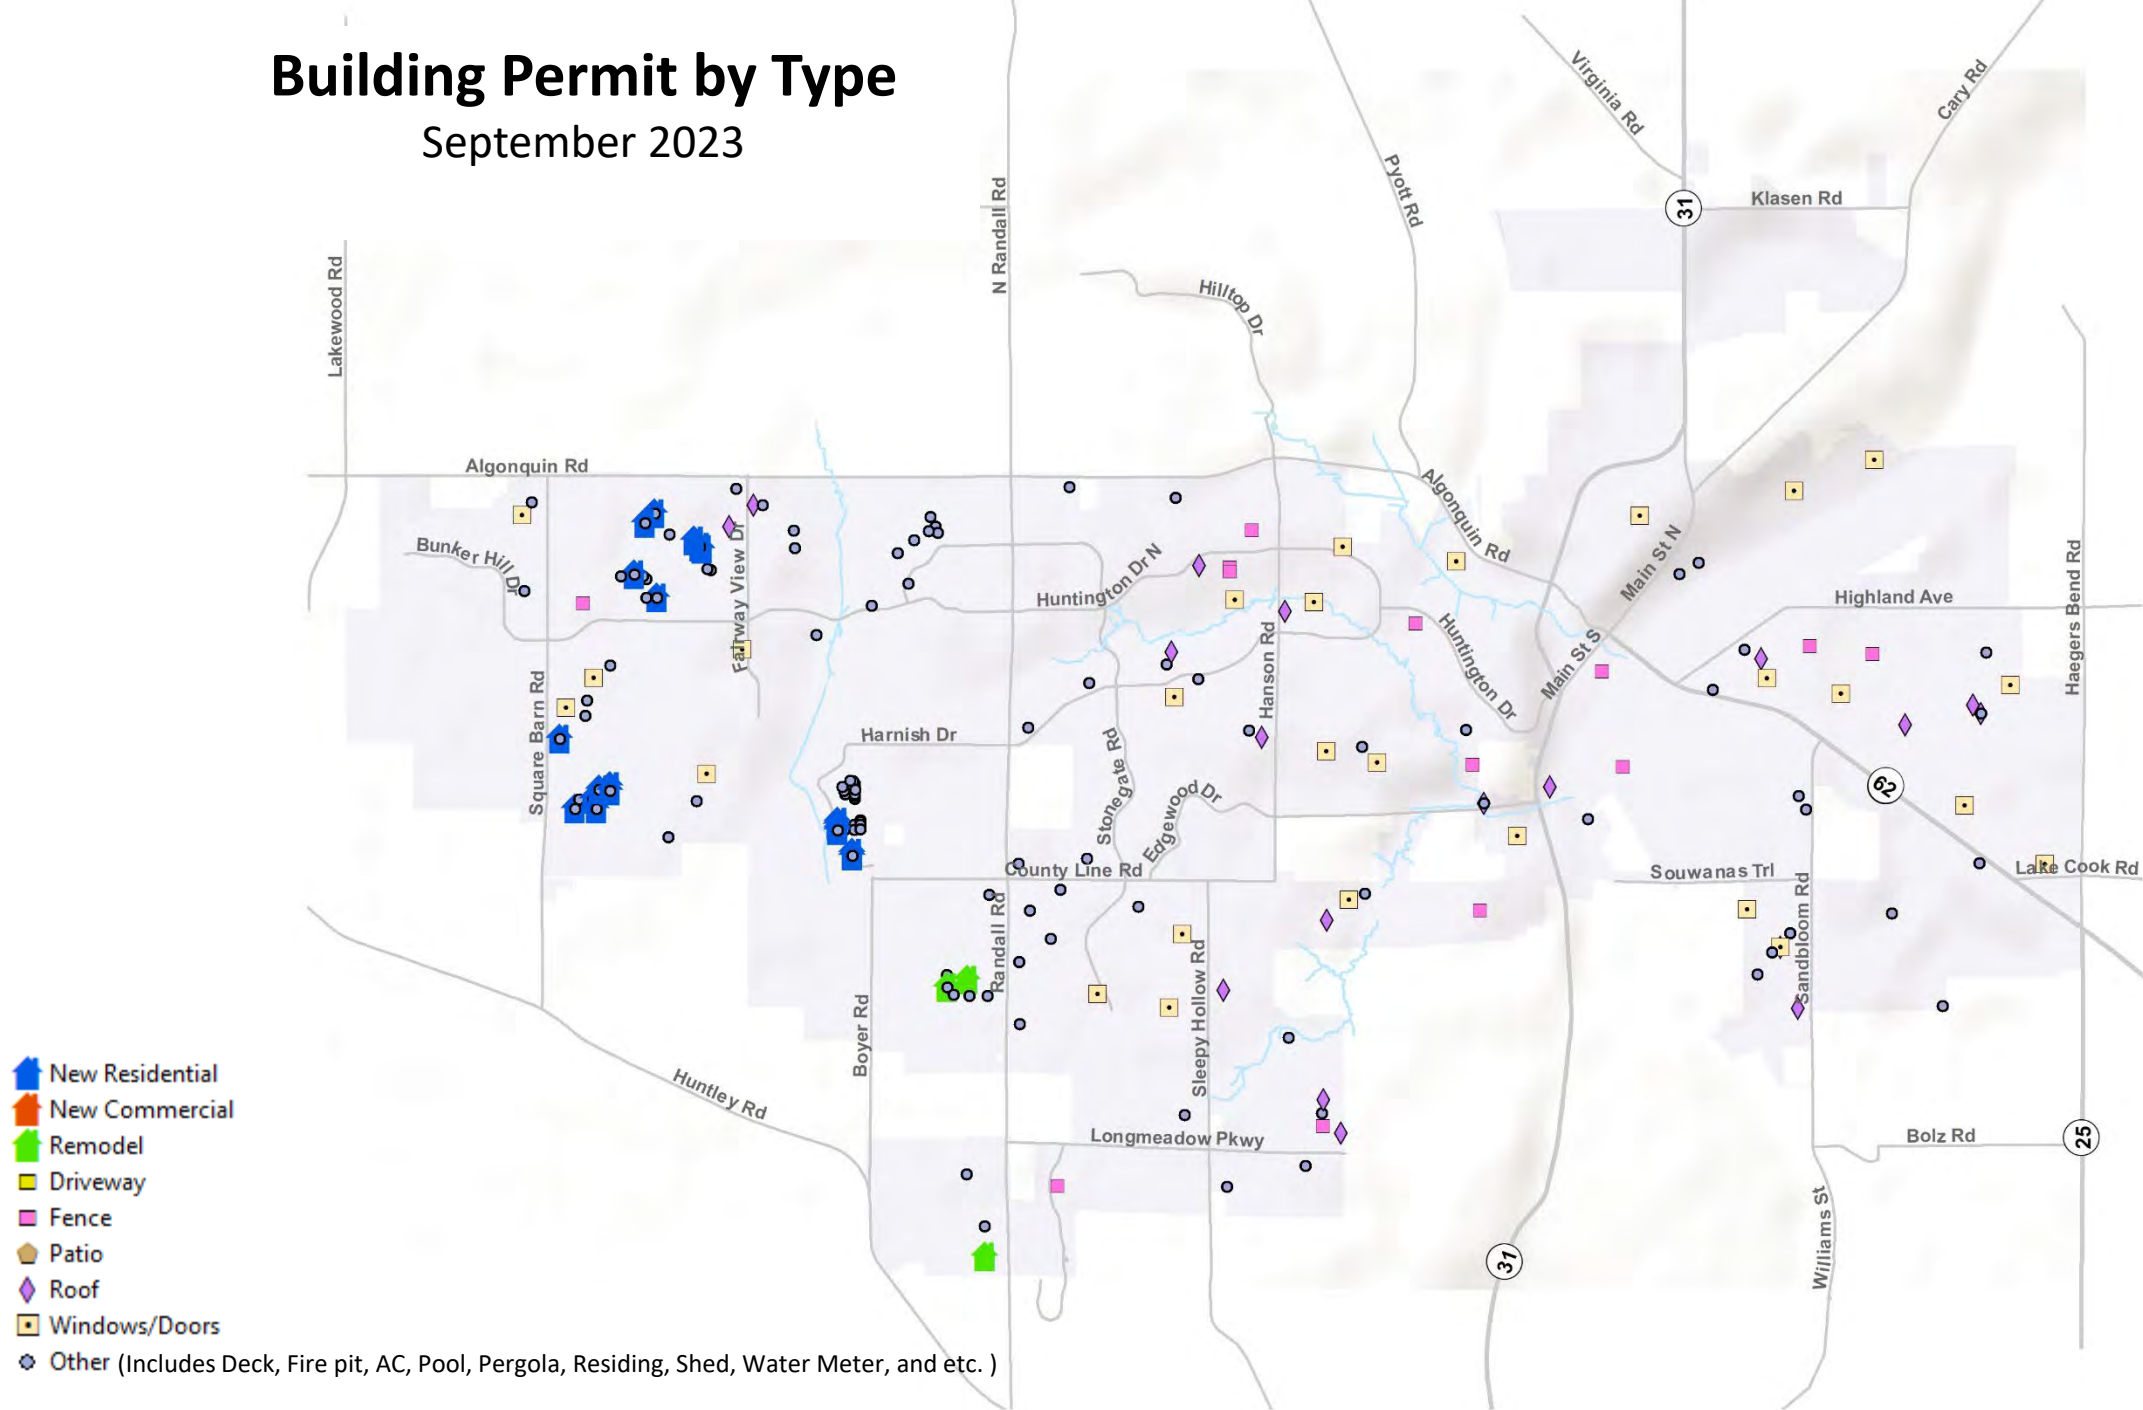 Building Permit by Type
September 2023
Virginia Rd
Cary Rd
Pyott Rd
31
Klasen Rd
N Randall Rd
Lakewood Rd
Hilltop Dr
Algonquin Rd
Algonquin Rd
Bunker Hill Dr
Fairway View Dr
Huntington Dr N
Main St N
Highland Ave
Haegers Bend Rd
Huntington Dr
Main St S
Hanson Rd
Square Barn Rd
Harnish Dr
Stonegate Rd
Edgewood Dr
62
County Line Rd
Souwanas Trl
Lake Cook Rd
Randall Rd
Sleepy Hollow Rd
Sandbloom Rd
Boyer Rd
Huntley Rd
Longmeadow Pkwy
Bolz Rd
25
Williams St
31
New Residential
New Commercial
Remodel
Driveway
Fence
Patio
Roof
Windows/Doors
Other (Includes Deck, Fire pit, AC, Pool, Pergola, Residing, Shed, Water Meter, and etc. )